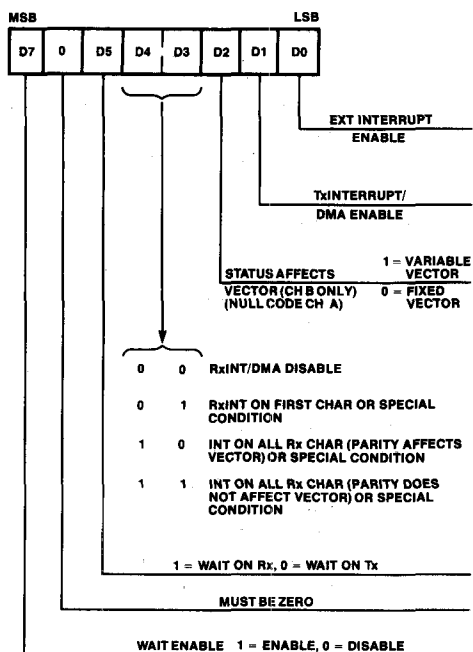 MSB LSB
D7 0 D5 D4 D3 D2 D1 D0
EXT INTERRUPT
ENABLE
TxINTERRUPT/
DMA ENABLE
STATUS AFFECTS
VECTOR (CH B ONLY)
(NULL CODE CH A)
1 = VARIABLE
VECTOR
0 = FIXED
VECTOR
0 0 RxINT/DMA DISABLE
0 1 RxINT ON FIRST CHAR OR SPECIAL
CONDITION
1 0 INT ON ALL Rx CHAR (PARITY AFFECTS
VECTOR) OR SPECIAL CONDITION
1 1 INT ON ALL Rx CHAR (PARITY DOES
NOT AFFECT VECTOR) OR SPECIAL
CONDITION
1 = WAIT ON Rx, 0 = WAIT ON Tx
MUST BE ZERO
WAIT ENABLE 1 = ENABLE, 0 = DISABLE